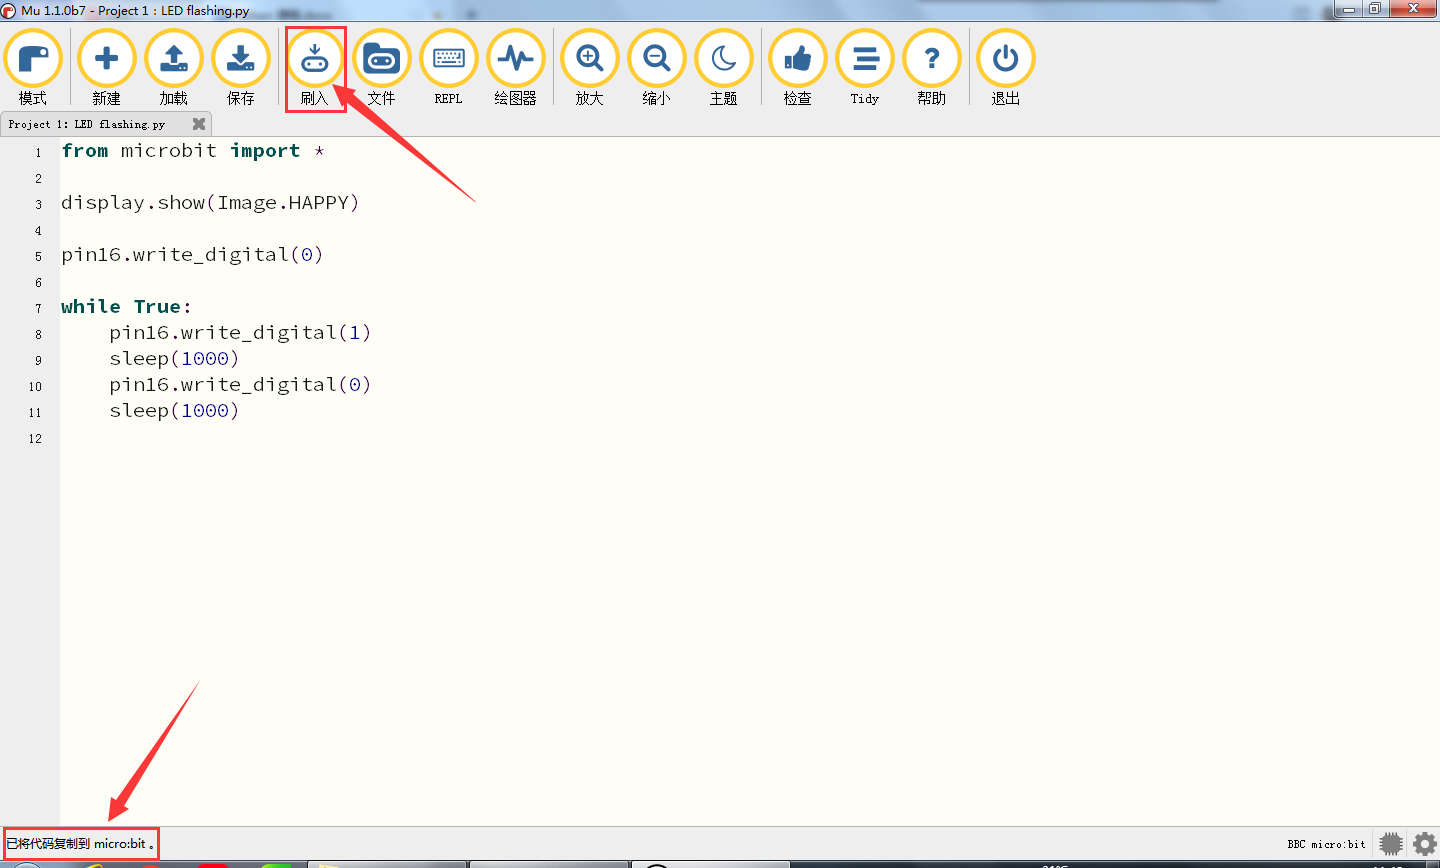 Mu 1.1.0b7 - Project 1：LED flashing.py
模式 新建 加载 保存 刷入 文件 REPL 绘图器 放大 缩小 主题 检查 Tidy 帮助 退出
Project 1：LED flashing.py
1 from microbit import *
2
3 display.show(Image.HAPPY)
4
5 pin16.write_digital(0)
6
7 while True:
8 pin16.write_digital(1)
9 sleep(1000)
10 pin16.write_digital(0)
11 sleep(1000)
12
已将代码复制到 micro:bit 。 BBC micro:bit